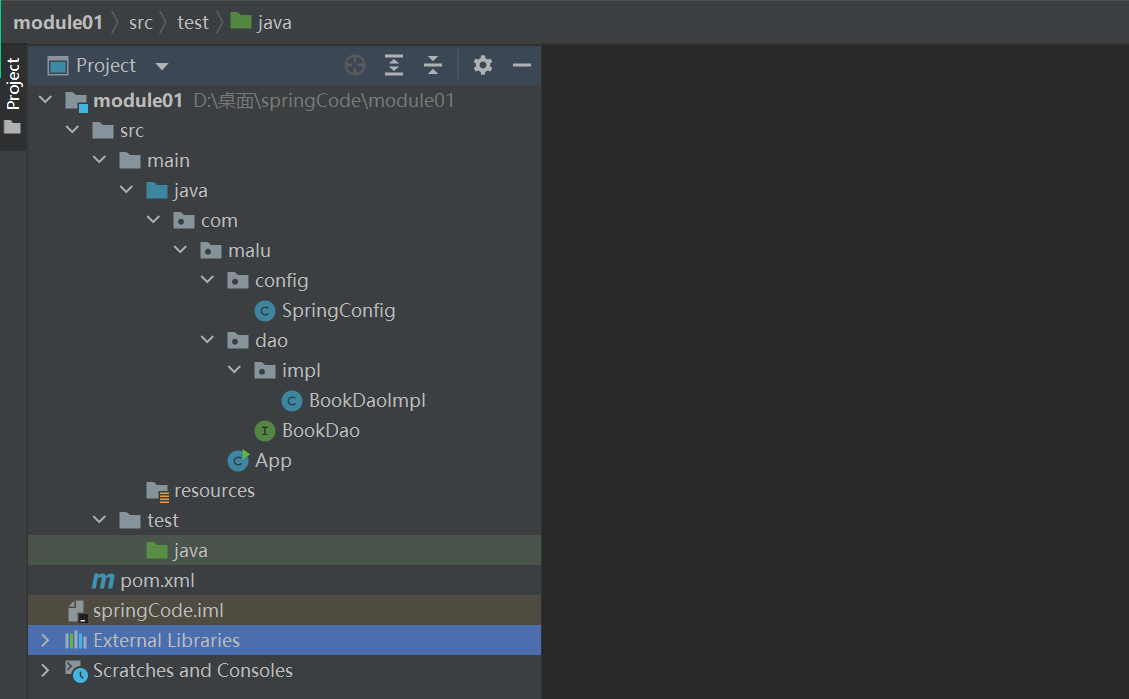 module01 src test java
Project
Project
module01 D:\桌面\springCode\module01
src
main
java
com
malu
config
C SpringConfig
dao
impl
C BookDaoImpl
I BookDao
C App
resources
test
java
m pom.xml
springCode.iml
External Libraries
Scratches and Consoles